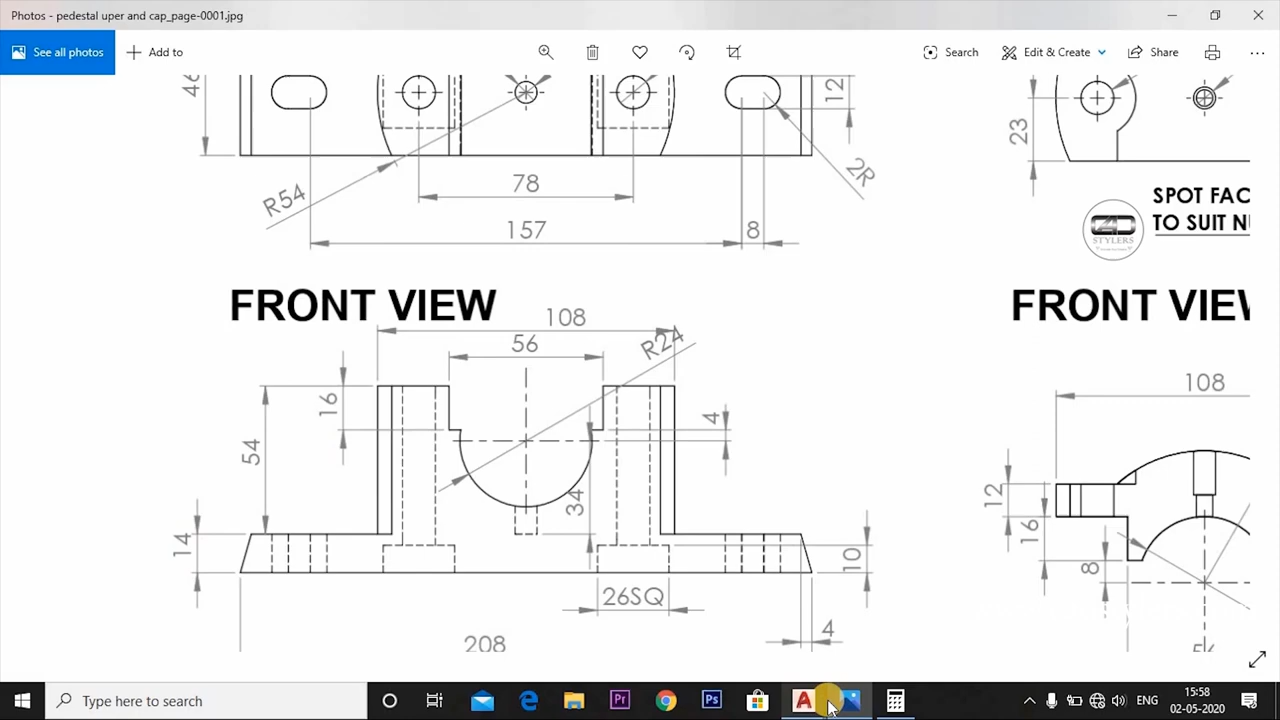 Photos - pedestal uper and cap_page-0001.jpg
See all photos
Add to
Search
Edit & Create
Share
46
12
23
2R
R54
78
157
8
SPOT FAC
TO SUIT N
CAD
STYLERS
FRONT VIEW
FRONT VIEW
108
56
R24
16
4
54
34
14
10
26SQ
208
4
108
12
16
8
56
Type here to search
ENG
15:58
02-05-2020